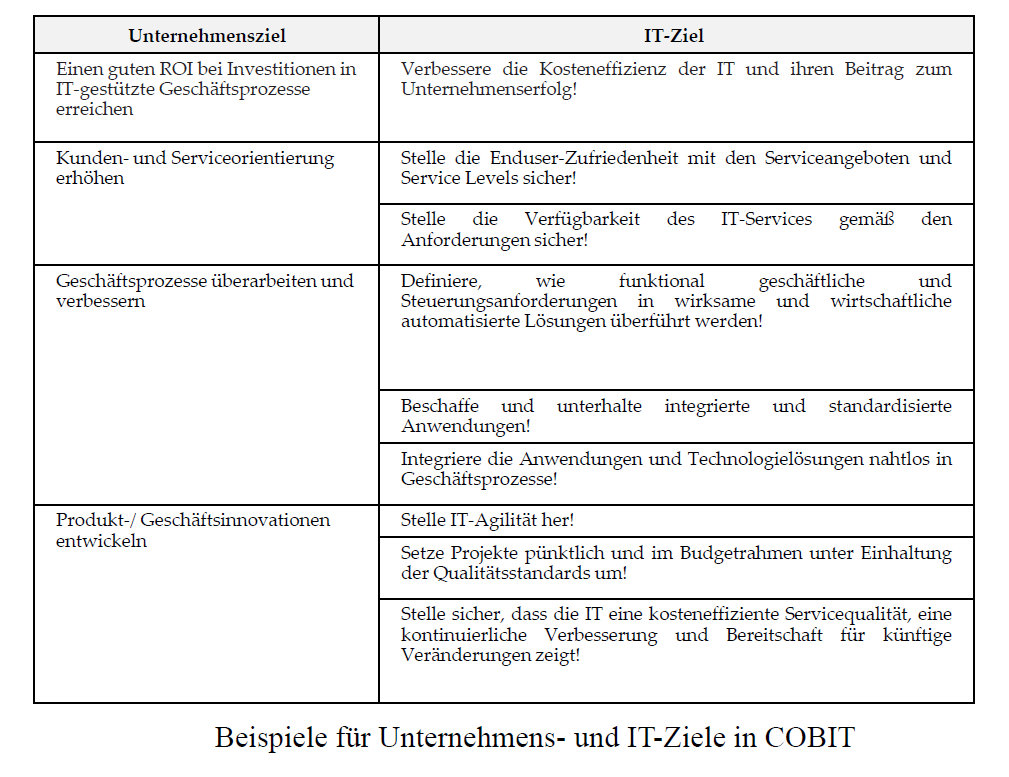 Unternehmensziel
IT-Ziel
Einen guten ROI bei Investitionen in
IT-gestützte Geschäftsprozesse
erreichen
Verbessere die Kosteneffizienz der IT und ihren Beitrag zum
Unternehmenserfolg!
Kunden- und Serviceorientierung
erhöhen
Stelle die Enduser-Zufriedenheit mit den Serviceangeboten und
Service Levels sicher!
Stelle die Verfügbarkeit des IT-Services gemäß den
Anforderungen sicher!
Geschäftsprozesse überarbeiten und
verbessern
Definiere, wie funktional geschäftliche und
Steuerungsanforderungen in wirksame und wirtschaftliche
automatisierte Lösungen überführt werden!
Beschaffe und unterhalte integrierte und standardisierte
Anwendungen!
Integriere die Anwendungen und Technologielösungen nahtlos in
Geschäftsprozesse!
Produkt-/ Geschäftsinnovationen
entwickeln
Stelle IT-Agilität her!
Setze Projekte pünktlich und im Budgetrahmen unter Einhaltung
der Qualitätsstandards um!
Stelle sicher, dass die IT eine kosteneffiziente Servicequalität, eine
kontinuierliche Verbesserung und Bereitschaft für künftige
Veränderungen zeigt!
Beispiele für Unternehmens- und IT-Ziele in COBIT